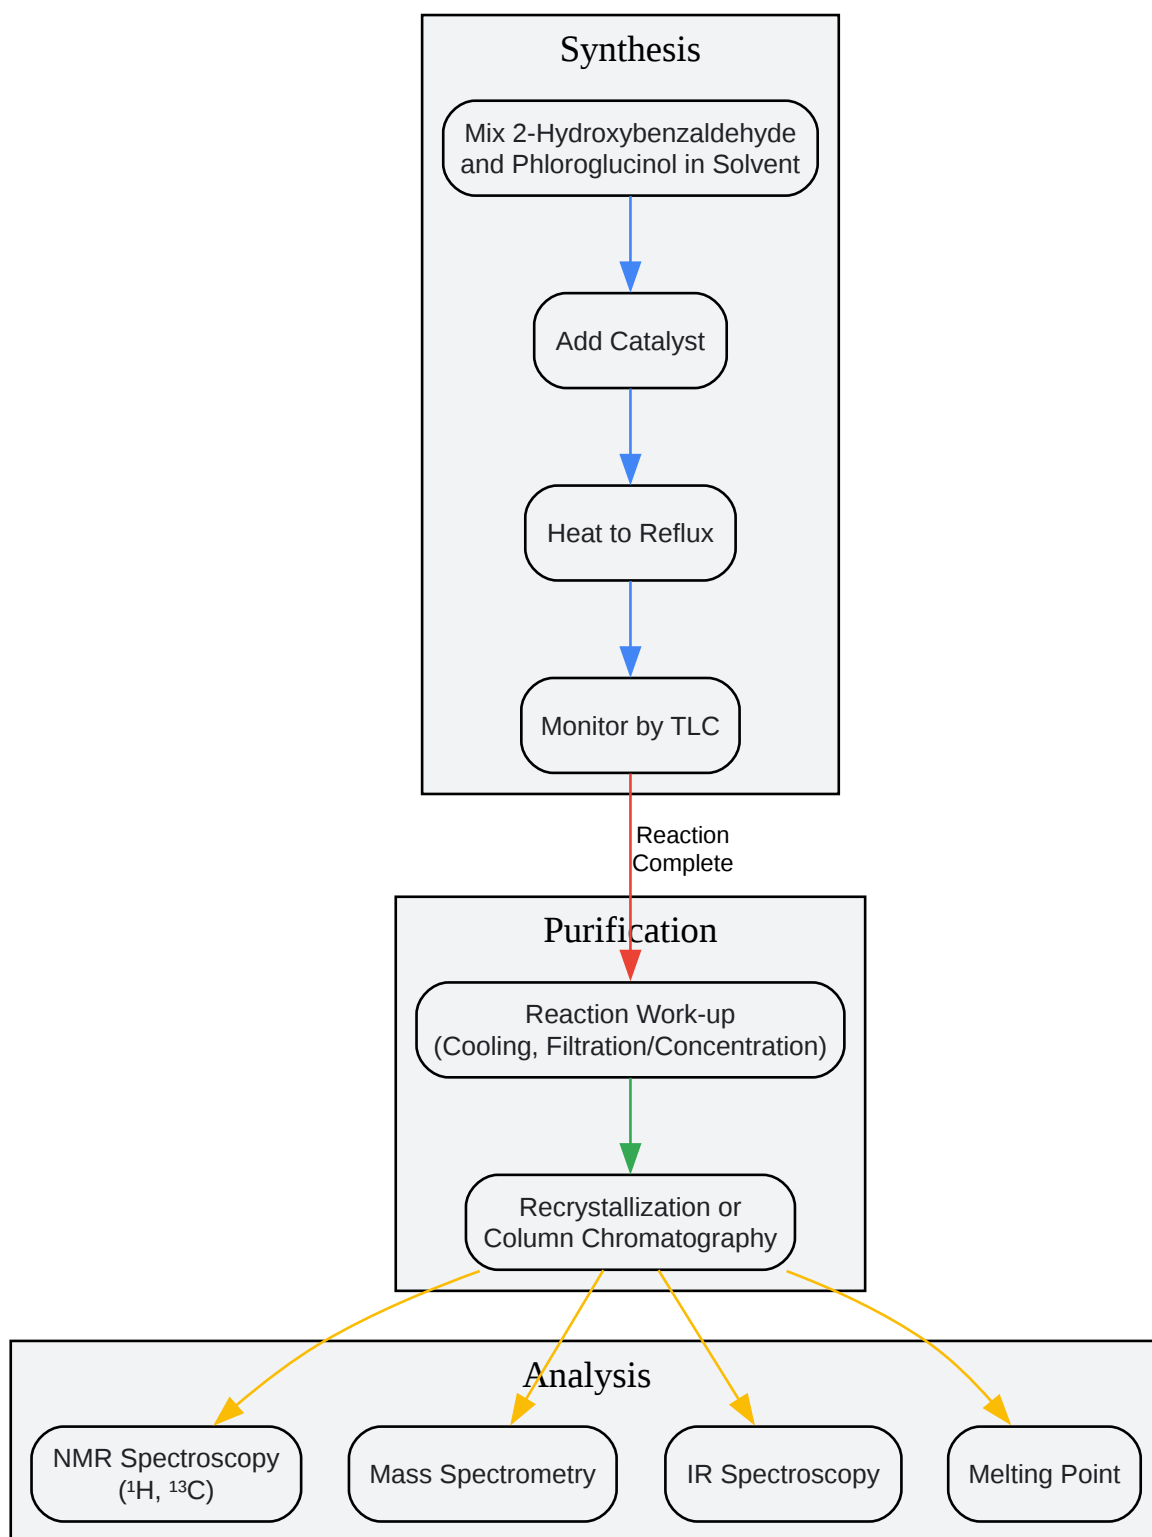 Synthesis
Mix 2-Hydroxybenzaldehyde
and Phloroglucinol in Solvent
Add Catalyst
Heat to Reflux
Monitor by TLC
Reaction
Complete
Purification
Reaction Work-up
(Cooling, Filtration/Concentration)
Recrystallization or
Column Chromatography
Analysis
NMR Spectroscopy
(¹H, ¹³C)
Mass Spectrometry
IR Spectroscopy
Melting Point